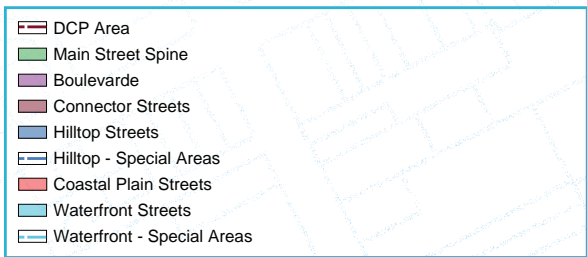 DCP Area
Main Street Spine
Boulevarde
Connector Streets
Hilltop Streets
Hilltop - Special Areas
Coastal Plain Streets
Waterfront Streets
Waterfront - Special Areas